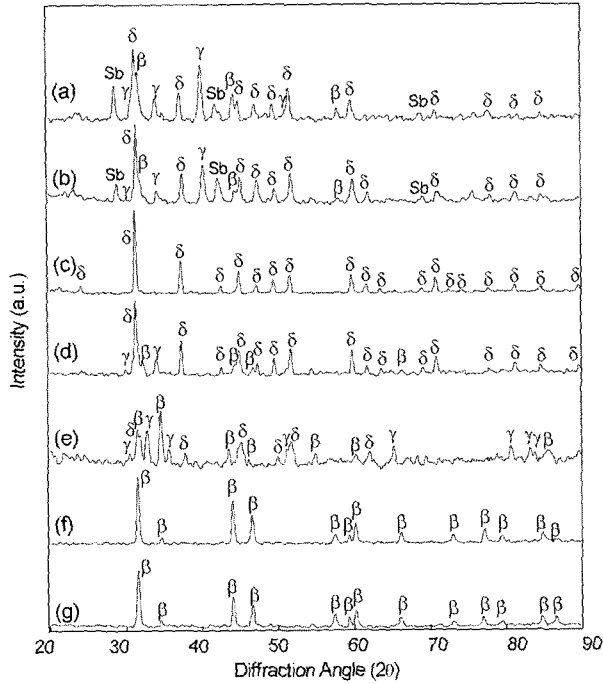 δ
Sb β γ
(a) γ γ δ Sb β δ δ δ γ δ β δ Sb δ δ δ δ
δ γ
(b) Sb γ β γ δ Sb β δ δ δ δ β δ δ Sb δ δ δ δ
(c) δ δ δ δ δ δ δ δ δ δ δ δ δ δ δ δ δ δ δ
(d) γ δ β γ δ δ β δ β δ δ δ δ δ δ β δ δ δ δ δ δ
(e) γ δ β γ β γ δ β δ β δ γ δ β β δ γ γ γ γ β
(f) β β β β β β β β β β β β β
(g) β β β β β β β β β β β β β
Intensity (a.u.)
20 30 40 50 60 70 80 90
Diffraction Angle (2θ)